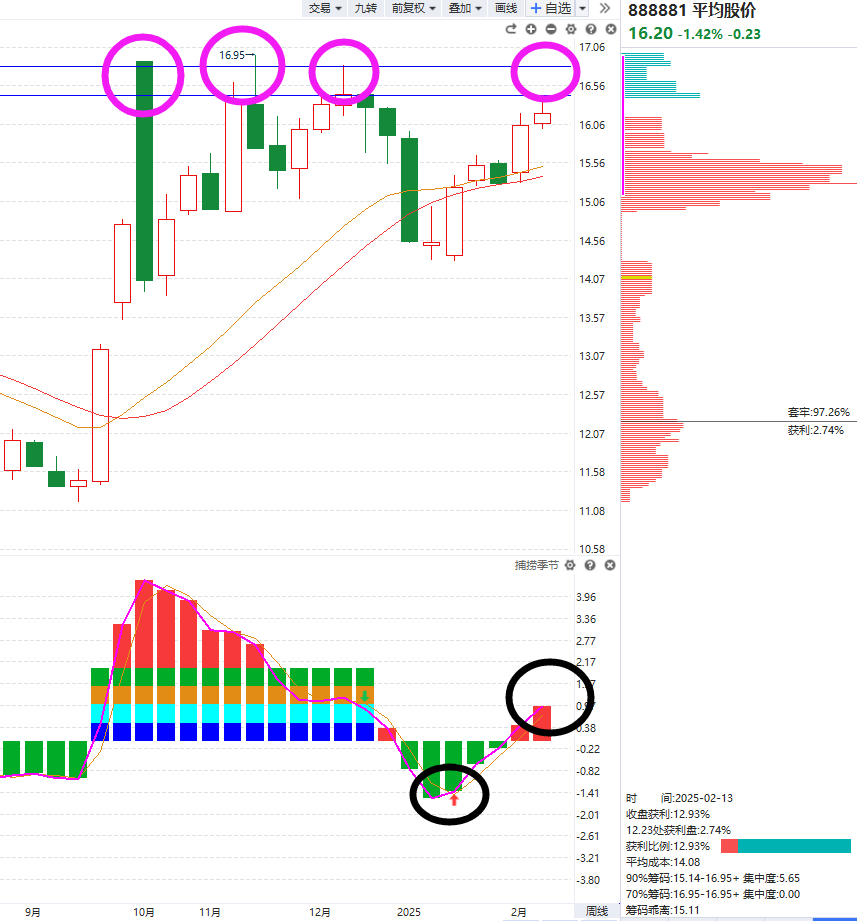 交易 九转 前复权 叠加 画线 自选
888881 平均股价
16.20 -1.42% -0.23
17.06
16.95
16.56
16.06
15.56
15.06
14.56
14.07
13.57
13.07
12.57
12.07
11.58
11.08
10.58
套牢:97.26%
获利:2.74%
捕捞季节
3.96
3.36
2.77
2.17
0.38
-0.22
-0.82
-1.41
-2.01
-2.61
-3.21
-3.80
时 间:2025-02-13
收盘获利:12.93%
12.23处获利盘:2.74%
获利比例:12.93%
平均成本:14.08
90%筹码:15.14-16.95+ 集中度:5.65
70%筹码:16.95-16.95+ 集中度:0.00
筹码乖离:15.11
9月 10月 11月 12月 2025 2月 周线